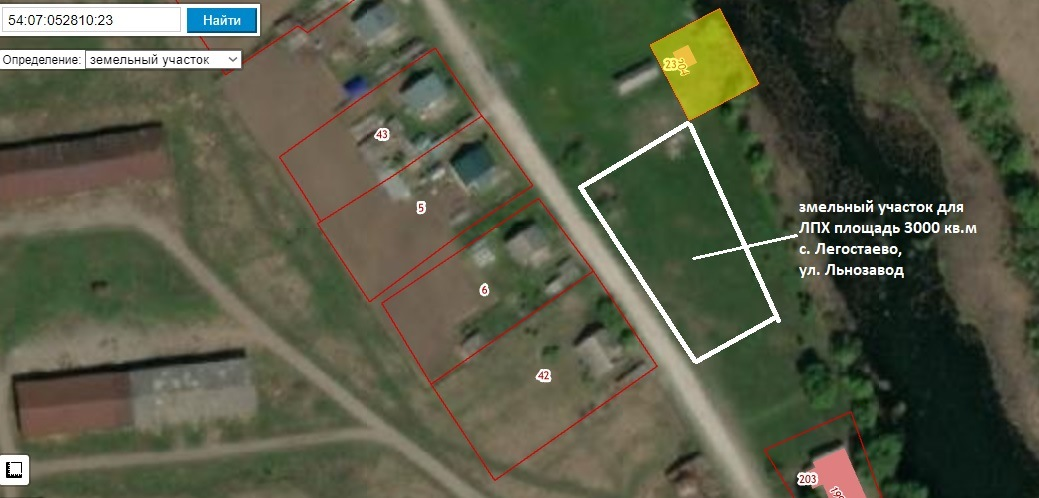 54:07:052810:23
Найти
Определение: земельный участок
23
204
43
5
6
42
змельный участок для
ЛПХ площадь 3000 кв.м
с. Легостаево,
ул. Льнозавод
203